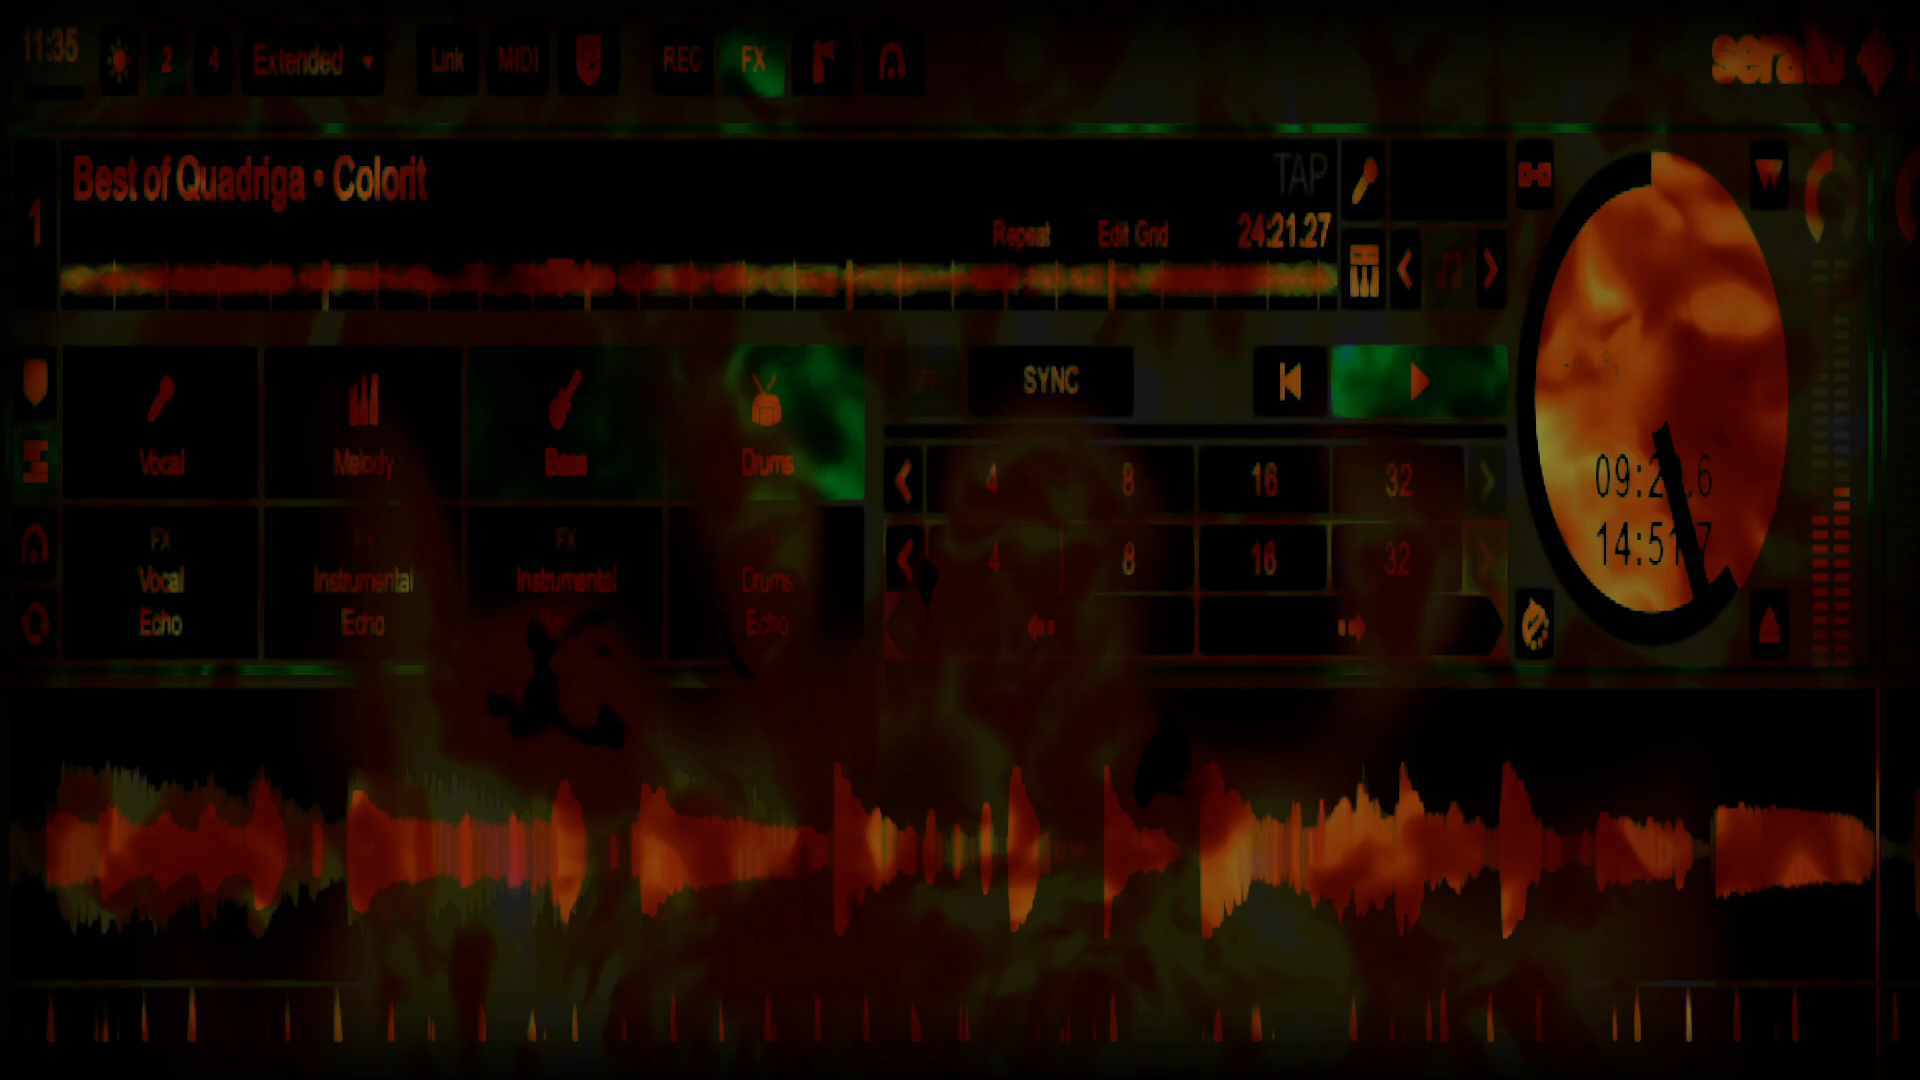 11:35 2 4 Extended Link MIDI REC FX serato
1 Best of Quadriga • Colorit TAP
Repeat Edit Grid 24:21.27
Vocal Melody Bass Drums
OFF SYNC
4 8 16 32
4 8 16 32
FX FX
Vocal Instrumental Instrumental Drums
Echo Echo Echo